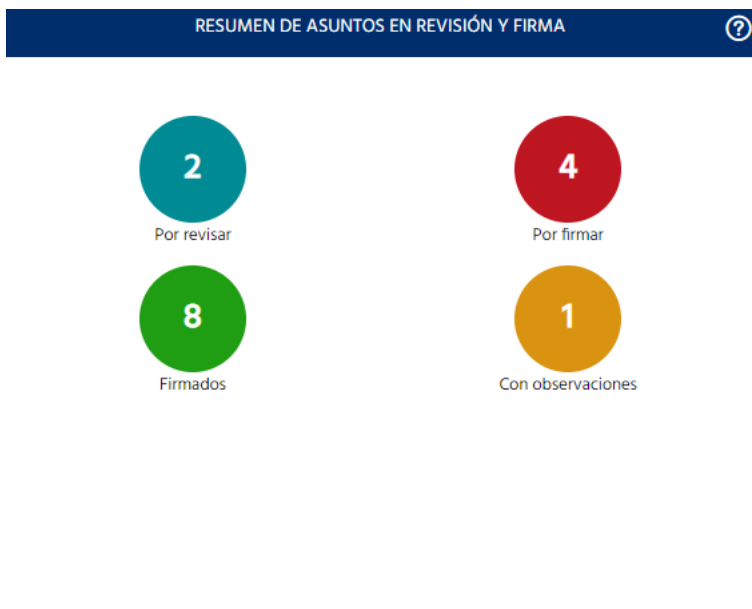 RESUMEN DE ASUNTOS EN REVISIÓN Y FIRMA ?
2 4
Por revisar Por firmar
8 1
Firmados Con observaciones